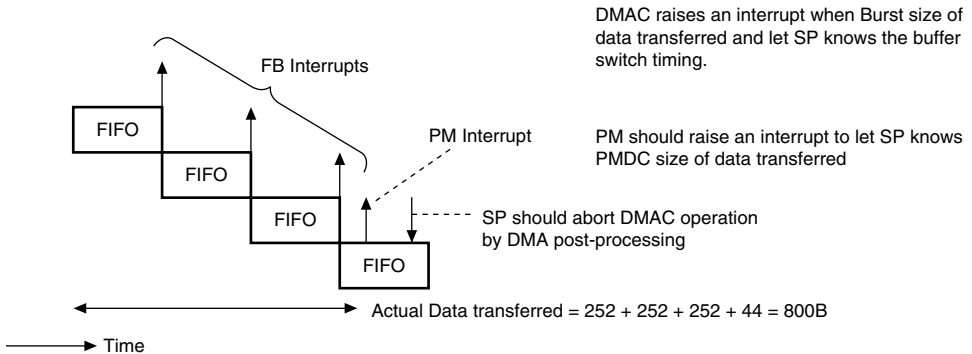 DMAC raises an interrupt when Burst size of
data transferred and let SP knows the buffer
switch timing.
FB Interrupts
FIFO
PM Interrupt
PM should raise an interrupt to let SP knows
PMDC size of data transferred
FIFO
FIFO
SP should abort DMAC operation
by DMA post-processing
FIFO
Actual Data transferred = 252 + 252 + 252 + 44 = 800B
Time